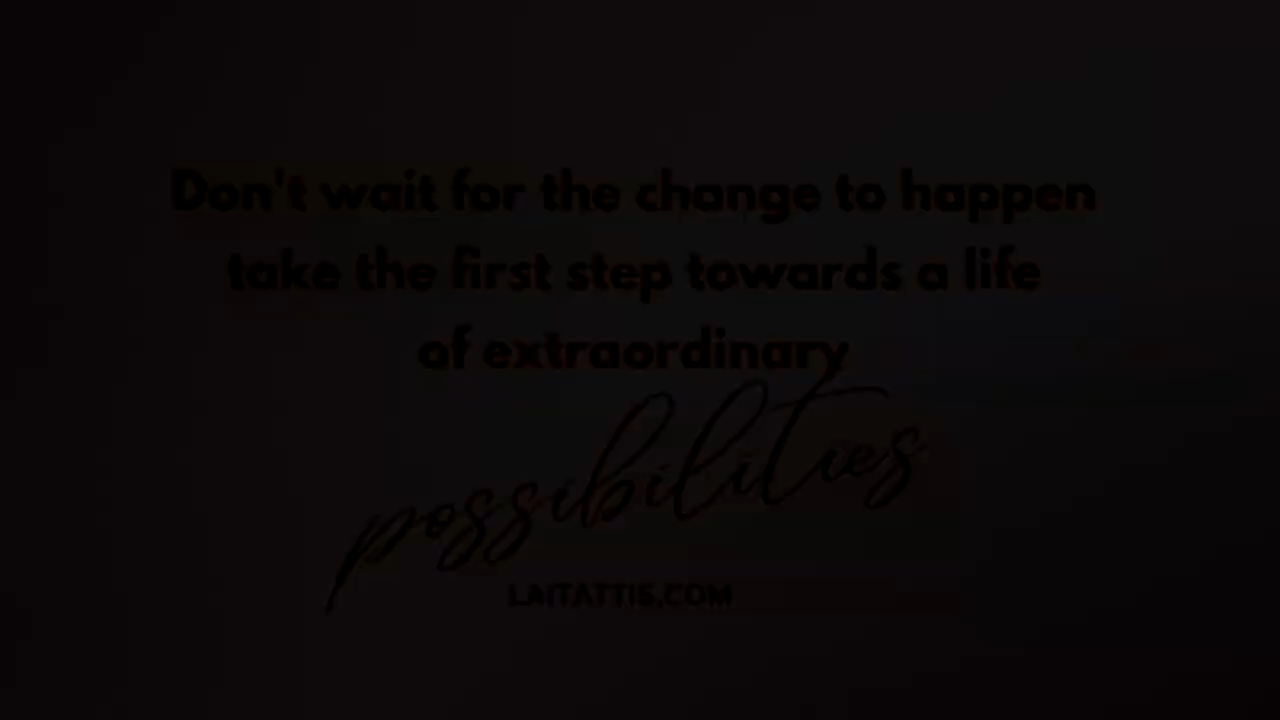 Don't wait for the change to happen
take the first step towards a life
of extraordinary
possibilities
LAITATTIS.COM